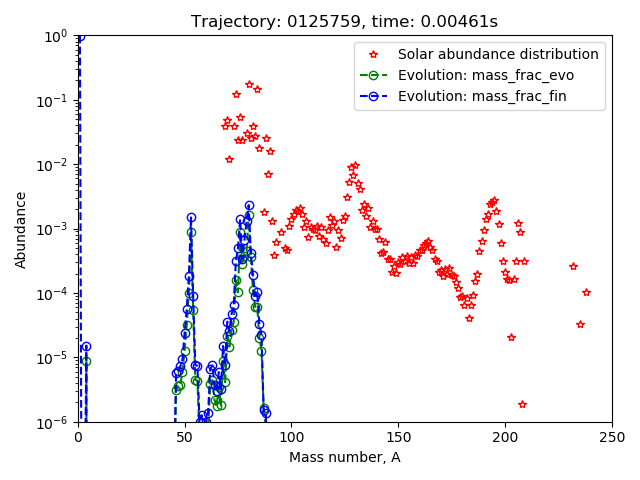 Trajectory: 0125759, time: 0.00461s
Solar abundance distribution
Evolution: mass_frac_evo
Evolution: mass_frac_fin
Abundance
10⁰
10⁻¹
10⁻²
10⁻³
10⁻⁴
10⁻⁵
10⁻⁶
0 50 100 150 200 250
Mass number, A